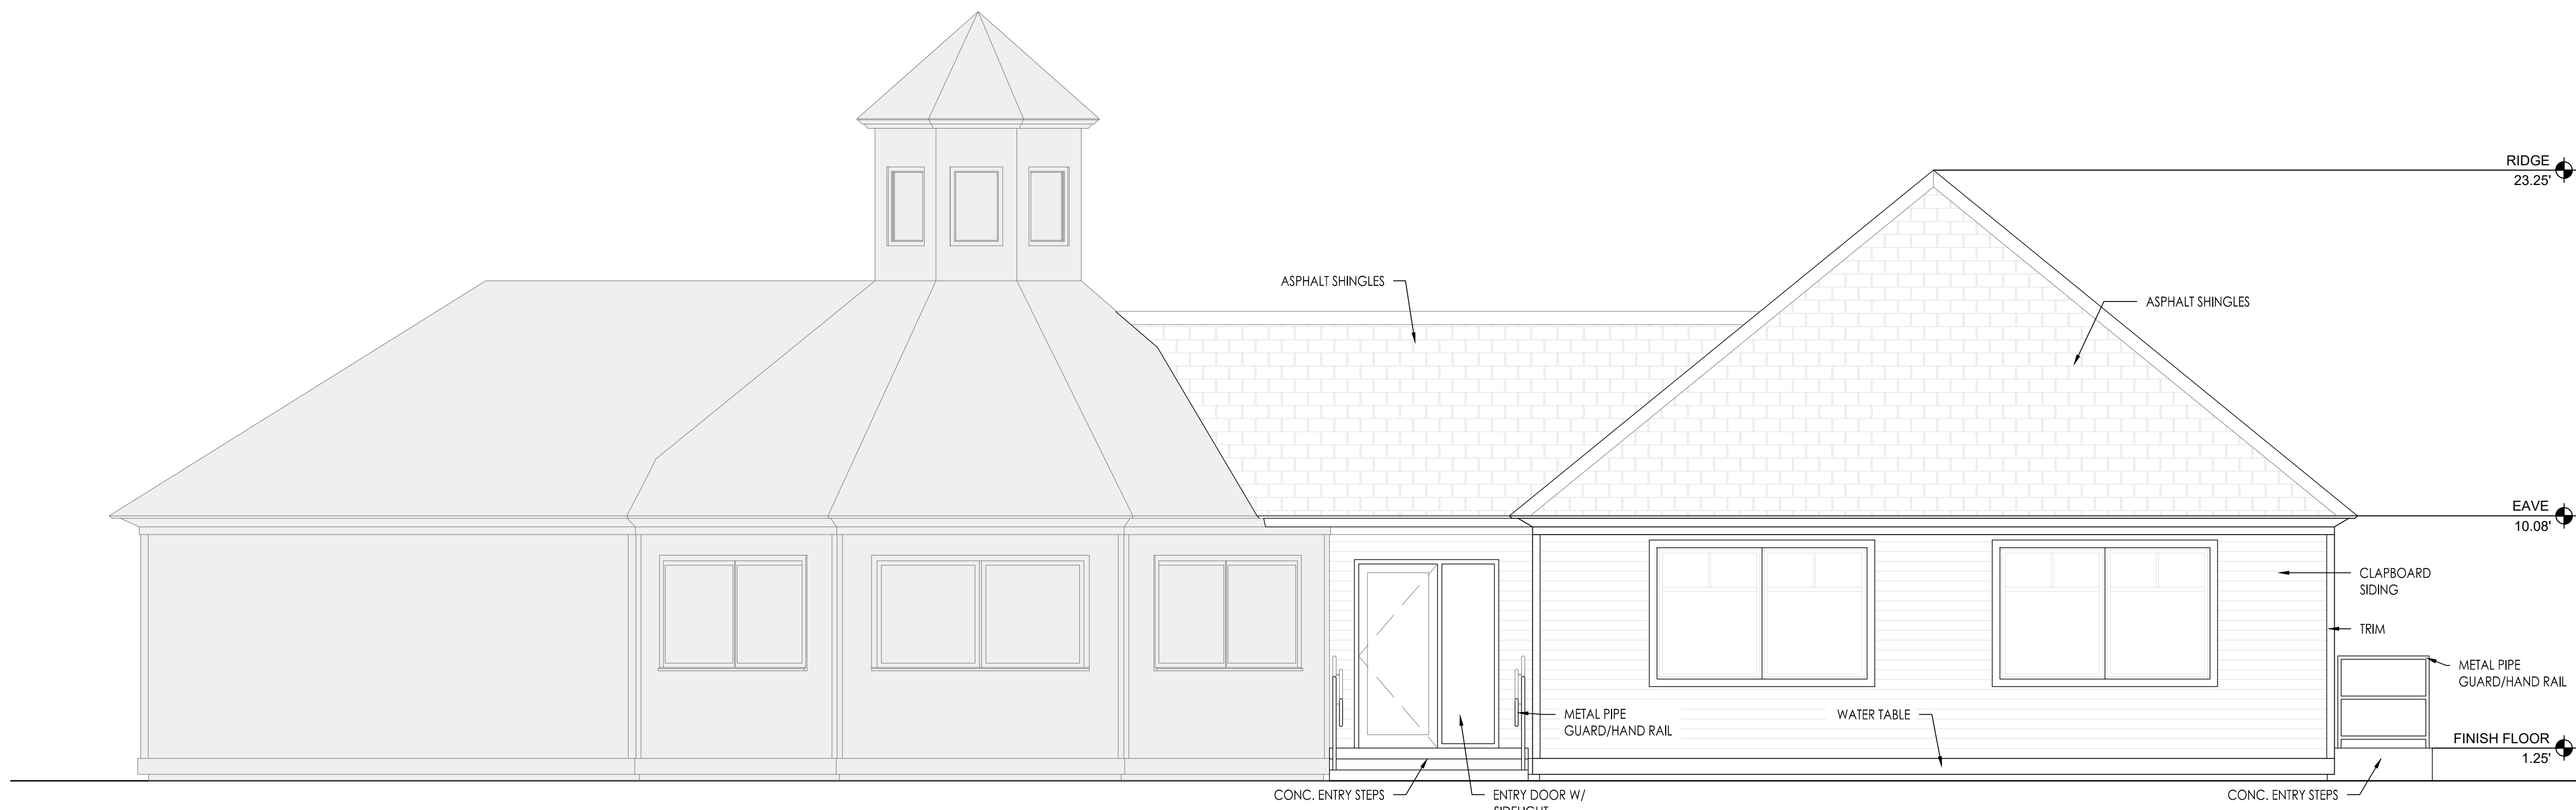 RIDGE
23.25'
ASPHALT SHINGLES
ASPHALT SHINGLES
EAVE
10.08'
CLAPBOARD
SIDING
TRIM
METAL PIPE
GUARD/HAND RAIL
METAL PIPE
GUARD/HAND RAIL
WATER TABLE
FINISH FLOOR
1.25'
CONC. ENTRY STEPS
ENTRY DOOR W/
SIDELIGHT
CONC. ENTRY STEPS